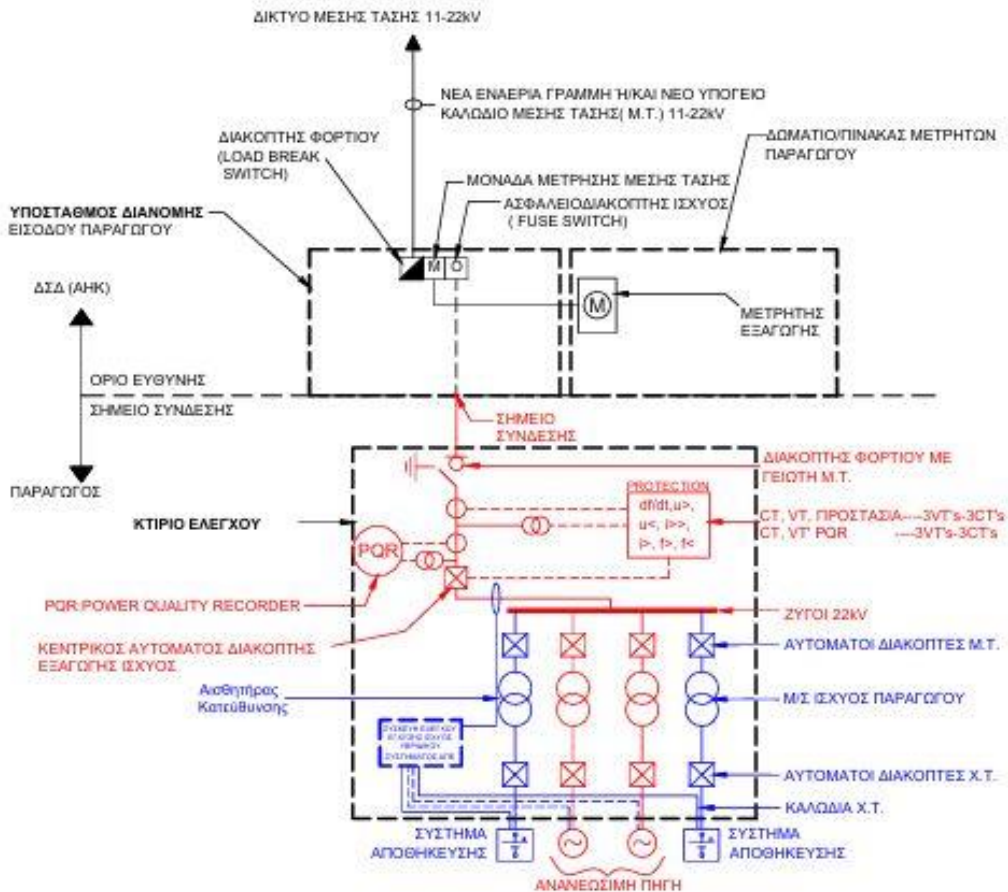 ΔΙΚΤΥΟ ΜΕΣΗΣ ΤΑΣΗΣ 11-22kV
ΝΕΑ ΕΝΑΕΡΙΑ ΓΡΑΜΜΗ Ή/ΚΑΙ ΝΕΟ ΥΠΟΓΕΙΟ
ΚΑΛΩΔΙΟ ΜΕΣΗΣ ΤΑΣΗΣ( Μ.Τ.) 11-22kV
ΔΙΑΚΟΠΤΗΣ ΦΟΡΤΙΟΥ
(LOAD BREAK
SWITCH)
ΔΩΜΑΤΙΟ/ΠΙΝΑΚΑΣ ΜΕΤΡΗΤΩΝ
ΠΑΡΑΓΩΓΟΥ
ΜΟΝΑΔΑ ΜΕΤΡΗΣΗΣ ΜΕΣΗΣ ΤΑΣΗΣ
ΑΣΦΑΛΕΙΟΔΙΑΚΟΠΤΗΣ ΙΣΧΥΟΣ
( FUSE SWITCH)
ΥΠΟΣΤΑΘΜΟΣ ΔΙΑΝΟΜΗΣ
ΕΙΣΟΔΟΥ ΠΑΡΑΓΩΓΟΥ
M O
M
ΔΣΔ (ΑΗΚ)
ΜΕΤΡΗΤΗΣ
ΕΞΑΓΩΓΗΣ
ΟΡΙΟ ΕΥΘΥΝΗΣ
ΣΗΜΕΙΟ ΣΥΝΔΕΣΗΣ
ΣΗΜΕΙΟ
ΣΥΝΔΕΣΗΣ
ΠΑΡΑΓΩΓΟΣ
ΔΙΑΚΟΠΤΗΣ ΦΟΡΤΙΟΥ ΜΕ
ΓΕΙΩΤΗ Μ.Τ.
ΚΤΙΡΙΟ ΕΛΕΓΧΟΥ
PROTECTION
df/dt,u>,
u<, i>>,
i>, f>, f<
CT, VT, ΠΡΟΣΤΑΣΙΑ----3VT's-3CT's
CT, VT' PQR ----3VT's-3CT's
PQR
PQR:POWER QUALITY RECORDER
ΖΥΓΟΙ 22kV
ΚΕΝΤΡΙΚΟΣ ΑΥΤΟΜΑΤΟΣ ΔΙΑΚΟΠΤΗΣ
ΕΞΑΓΩΓΗΣ ΙΣΧΥΟΣ
ΑΥΤΟΜΑΤΟΙ ΔΙΑΚΟΠΤΕΣ Μ.Τ.
Αισθητήρας
Κατεύθυνσης
Μ/Σ ΙΣΧΥΟΣ ΠΑΡΑΓΩΓΟΥ
ΑΥΤΟΜΑΤΟΙ ΔΙΑΚΟΠΤΕΣ Χ.Τ.
ΚΑΛΩΔΙΑ Χ.Τ.
ΣΥΣΤΗΜΑ
ΑΠΟΘΗΚΕΥΣΗΣ
ΣΥΣΤΗΜΑ
ΑΠΟΘΗΚΕΥΣΗΣ
ΑΝΑΝΕΩΣΙΜΗ ΠΗΓΗ